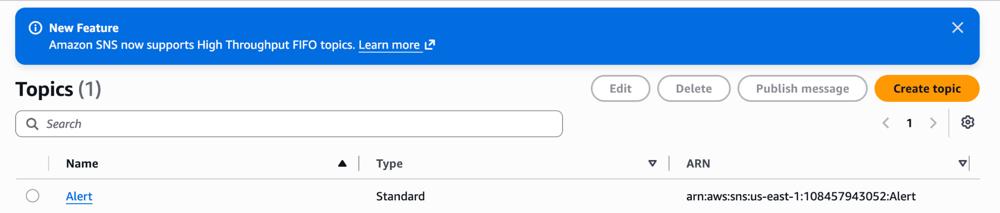 New Feature
Amazon SNS now supports High Throughput FIFO topics. Learn more
Topics (1)
Edit
Delete
Publish message
Create topic
Search
1
Name
Type
ARN
Alert
Standard
arn:aws:sns:us-east-1:108457943052:Alert